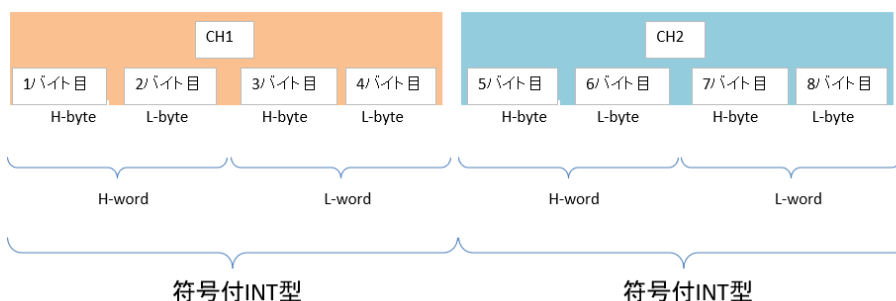 CH1 CH2
1バイト目 2バイト目 3バイト目 4バイト目 5バイト目 6バイト目 7バイト目 8バイト目
H-byte L-byte H-byte L-byte H-byte L-byte H-byte L-byte
H-word L-word H-word L-word
符号付INT型 符号付INT型